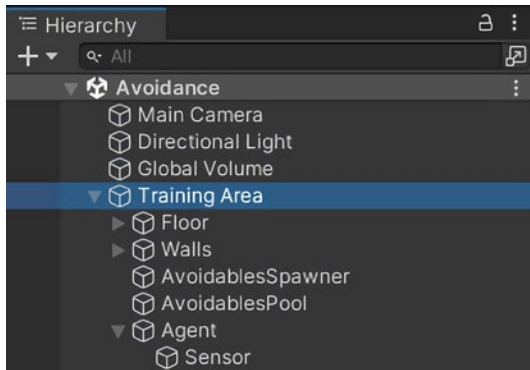 Hierarchy
All
Avoidance
Main Camera
Directional Light
Global Volume
Training Area
Floor
Walls
AvoidablesSpawner
AvoidablesPool
Agent
Sensor